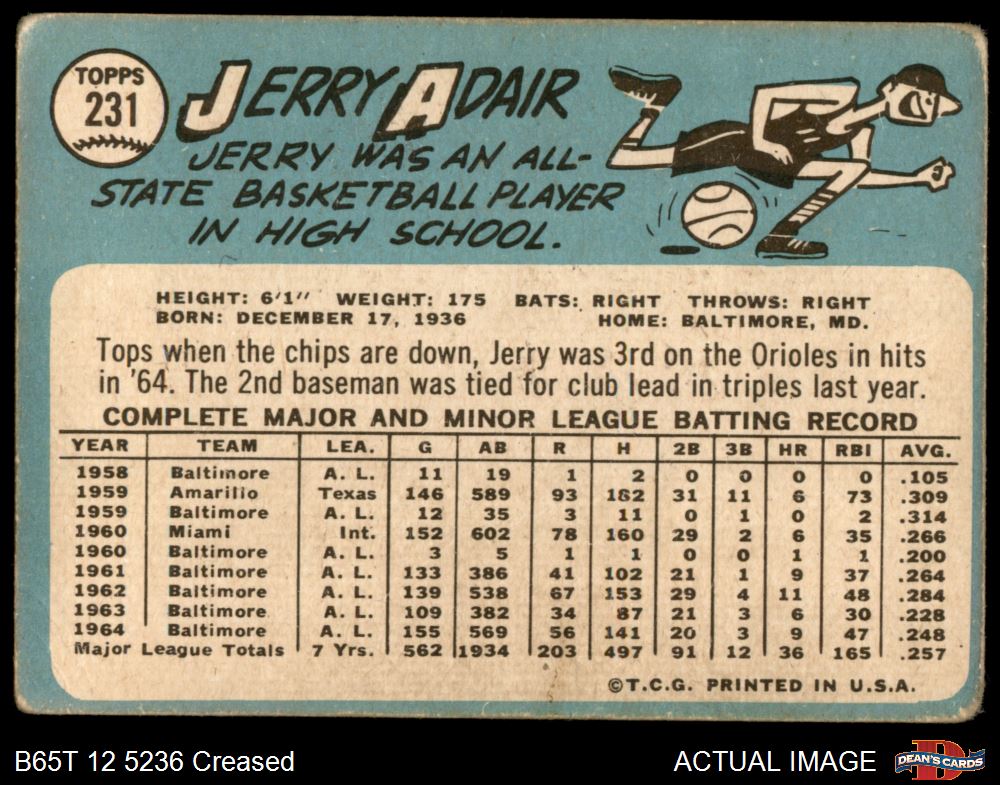 TOPPS
231
JERRY ADAIR
JERRY WAS AN ALL-
STATE BASKETBALL PLAYER
IN HIGH SCHOOL.
HEIGHT: 6'1" WEIGHT: 175 BATS: RIGHT THROWS: RIGHT
BORN: DECEMBER 17, 1936 HOME: BALTIMORE, MD.
Tops when the chips are down, Jerry was 3rd on the Orioles in hits
in '64. The 2nd baseman was tied for club lead in triples last year.
COMPLETE MAJOR AND MINOR LEAGUE BATTING RECORD
YEAR TEAM LEA. G AB R H 2B 3B HR RBI AVG.
1958 Baltimore A. L. 11 19 1 2 0 0 0 0 .105
1959 Amarillo Texas 146 589 93 182 31 11 6 73 .309
1959 Baltimore A. L. 12 35 3 11 0 1 0 2 .314
1960 Miami Int. 152 602 78 160 29 2 6 35 .266
1960 Baltimore A. L. 3 5 1 1 0 0 1 1 .200
1961 Baltimore A. L. 133 386 41 102 21 1 9 37 .264
1962 Baltimore A. L. 139 538 67 153 29 4 11 48 .284
1963 Baltimore A. L. 109 382 34 87 21 3 6 30 .228
1964 Baltimore A. L. 155 569 56 141 20 3 9 47 .248
Major League Totals 7 Yrs. 562 1934 203 497 91 12 36 165 .257
©T.C.G. PRINTED IN U.S.A.
B65T 12 5236 Creased ACTUAL IMAGE DEAN'S CARDS